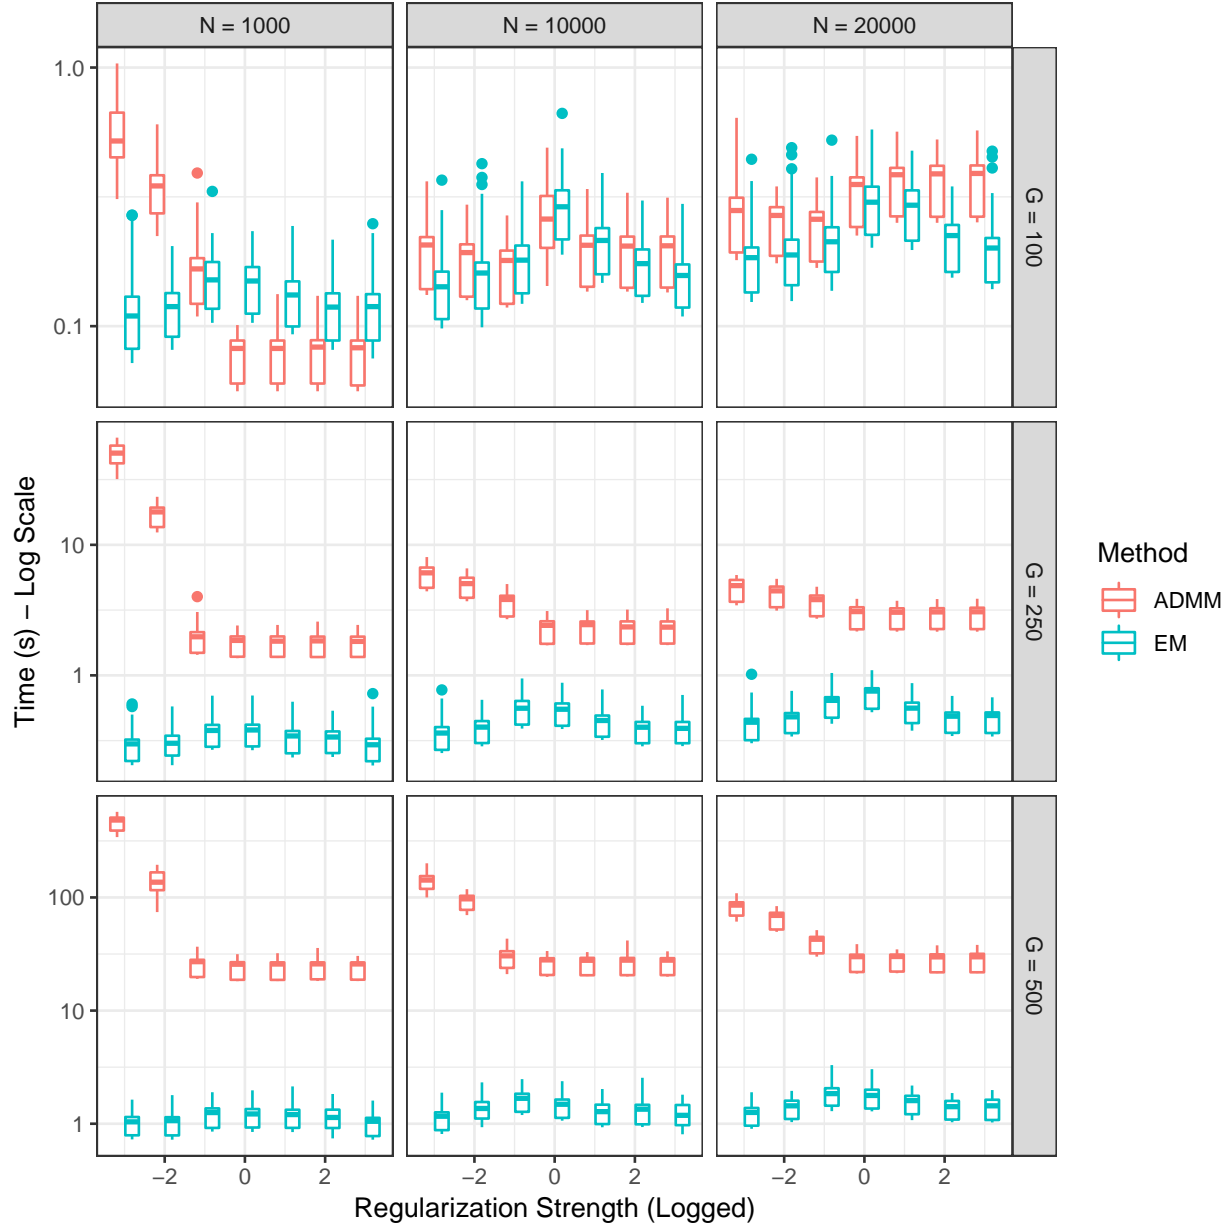 N = 1000
N = 10000
N = 20000
1.0
0.1
G = 100
10
1
G = 250
100
10
1
G = 500
−2
0
2
−2
0
2
−2
0
2
Regularization Strength (Logged)
Time (s) − Log Scale
Method
ADMM
EM